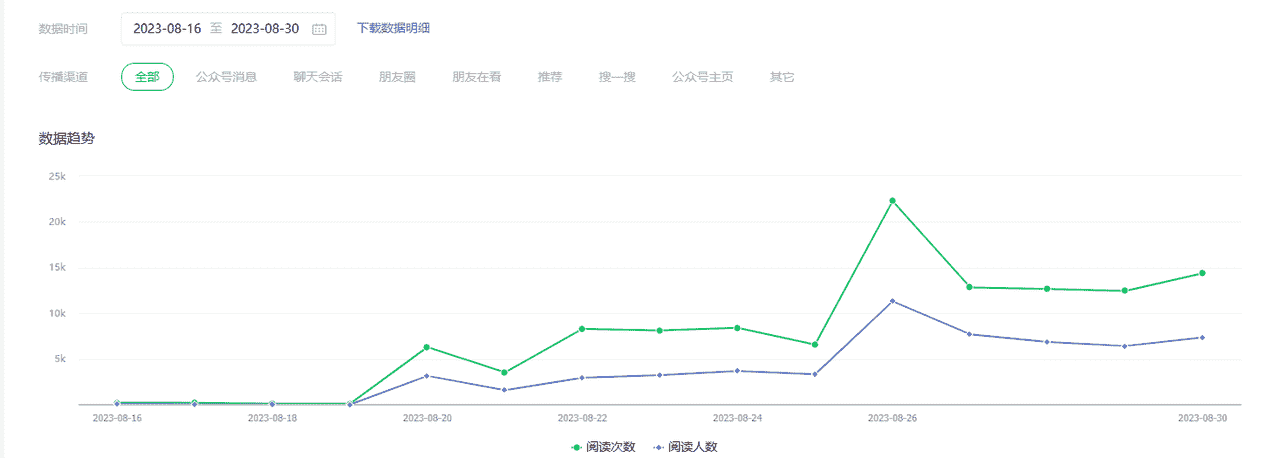 数据时间 2023-08-16 至 2023-08-30 下载数据明细
传播渠道 全部 公众号消息 聊天会话 朋友圈 朋友在看 推荐 搜一搜 公众号主页 其它
数据趋势
25k
20k
15k
10k
5k
2023-08-16 2023-08-18 2023-08-20 2023-08-22 2023-08-24 2023-08-26 2023-08-30
阅读次数 阅读人数